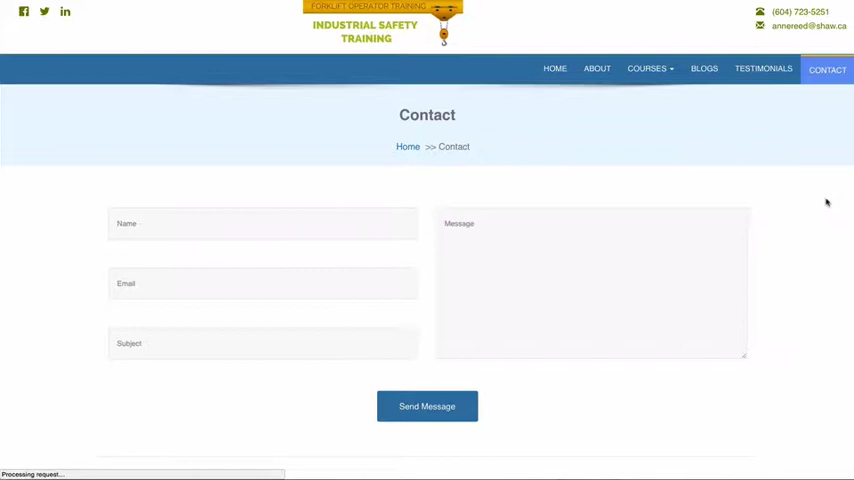 FORKLIFT OPERATOR TRAINING
INDUSTRIAL SAFETY
TRAINING
(604) 723-5251
annereed@shaw.ca
HOME ABOUT COURSES BLOGS TESTIMONIALS CONTACT
Contact
Home >> Contact
Name
Message
Email
Subject
Send Message
Processing request...